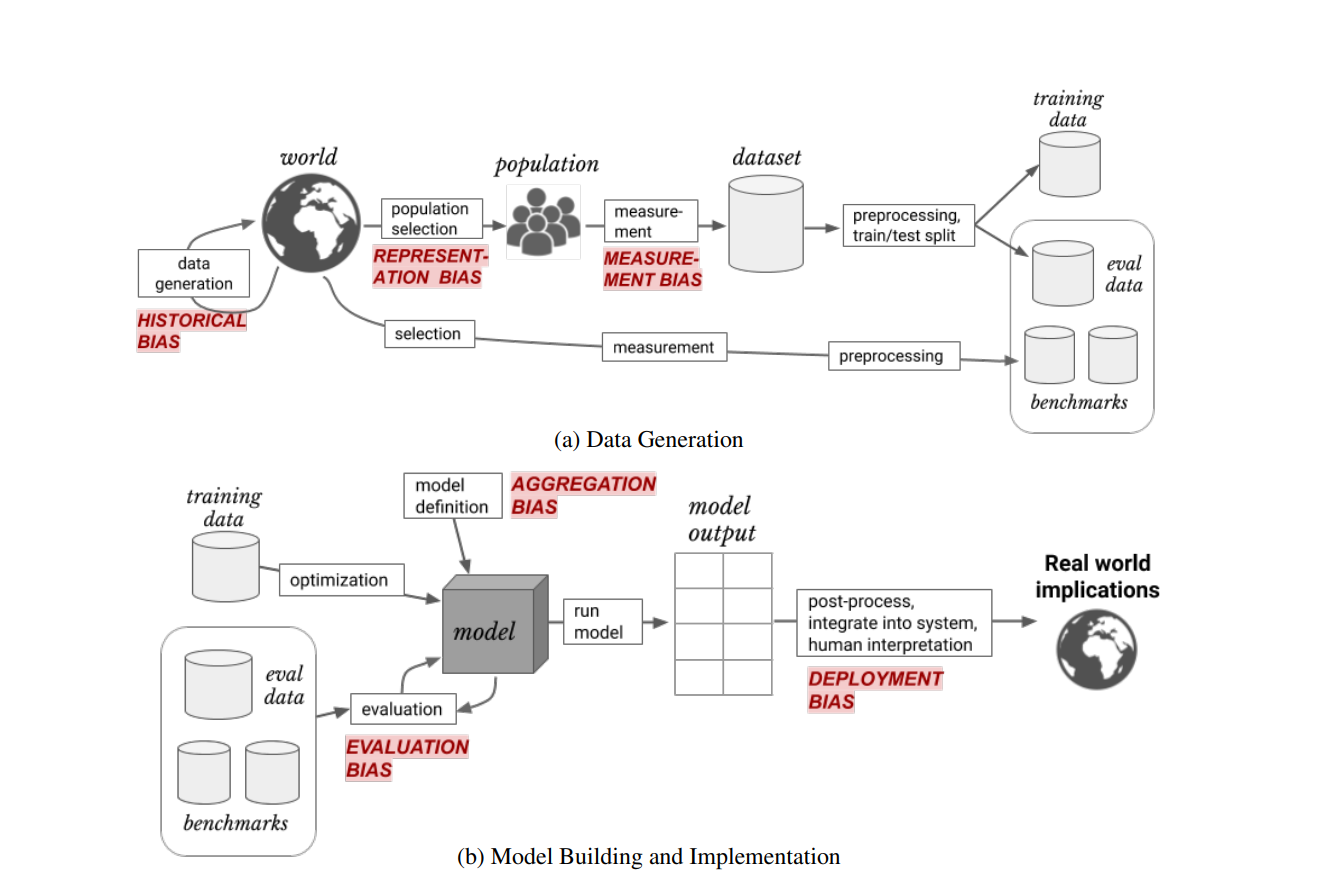 training
data
world
population
dataset
population
selection
measure-
ment
preprocessing,
train/test split
REPRESENT-
ATION BIAS
MEASURE-
MENT BIAS
data
generation
eval
data
HISTORICAL
BIAS
selection
measurement
preprocessing
benchmarks
(a) Data Generation
training
data
model
definition
AGGREGATION
BIAS
model
output
optimization
Real world
implications
model
run
model
post-process,
integrate into system,
human interpretation
eval
data
evaluation
DEPLOYMENT
BIAS
EVALUATION
BIAS
benchmarks
(b) Model Building and Implementation